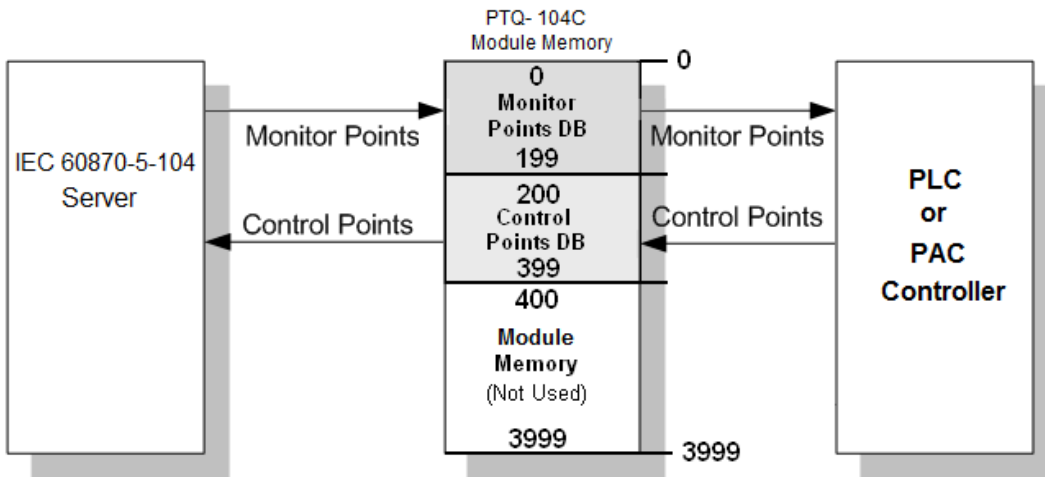 PTQ- 104C
Module Memory
0
0
Monitor
Points DB
199
Monitor Points
Monitor Points
IEC 60870-5-104
Server
200
Control
Points DB
399
Control Points
Control Points
PLC
or
PAC
Controller
400
Module
Memory
(Not Used)
3999
3999